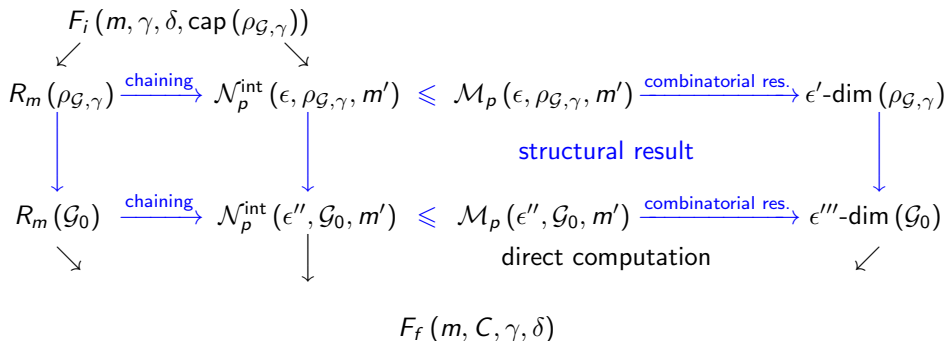 F_i (m, γ, δ, cap (ρ_{𝒢,γ}))
R_m (ρ_{𝒢,γ}) chaining 𝒩_p^{int} (ϵ, ρ_{𝒢,γ}, m′) ⩽ ℳ_p (ϵ, ρ_{𝒢,γ}, m′) combinatorial res. ϵ′-dim (ρ_{𝒢,γ})
structural result
R_m (𝒢_0) chaining 𝒩_p^{int} (ϵ″, 𝒢_0, m′) ⩽ ℳ_p (ϵ″, 𝒢_0, m′) combinatorial res. ϵ‴-dim (𝒢_0)
direct computation
F_f (m, C, γ, δ)